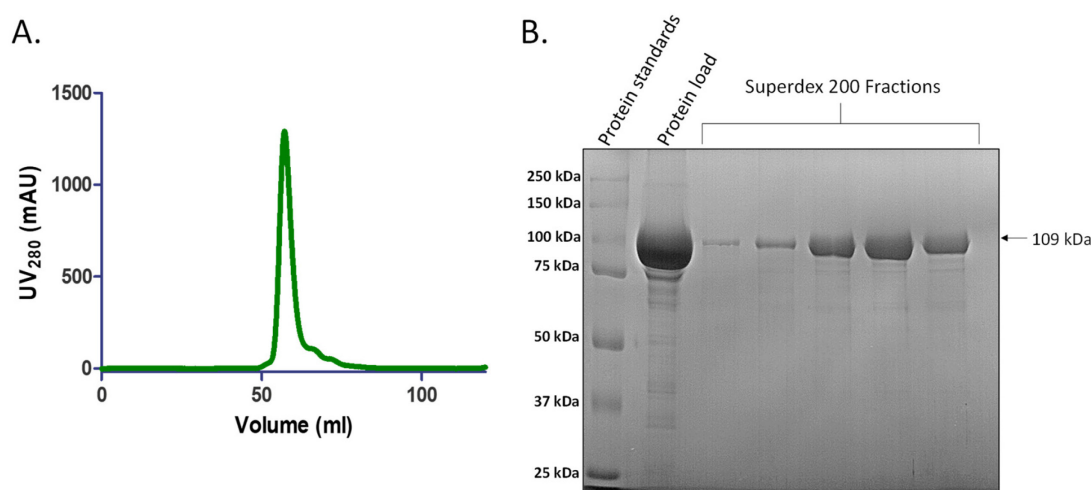 A.
1500
1000
500
0
UV280 (mAU)
0
50
100
Volume (ml)
B.
Protein standards
Protein load
Superdex 200 Fractions
250 kDa
150 kDa
100 kDa
75 kDa
50 kDa
37 kDa
25 kDa
109 kDa